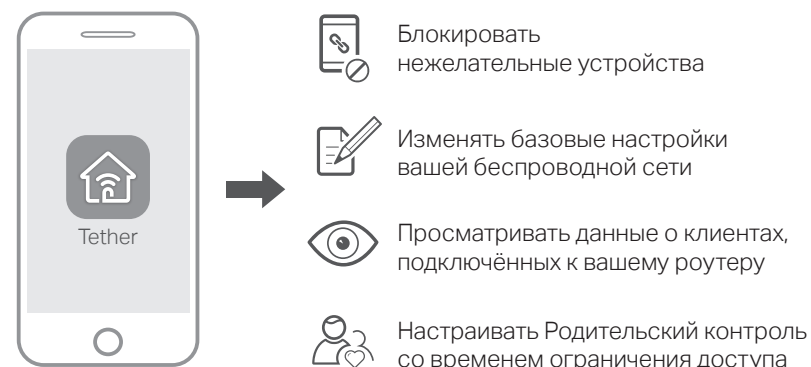 Tether
Блокировать
нежелательные устройства
Изменять базовые настройки
вашей беспроводной сети
Просматривать данные о клиентах,
подключённых к вашему роутеру
Настраивать Родительский контроль
со временем ограничения доступа